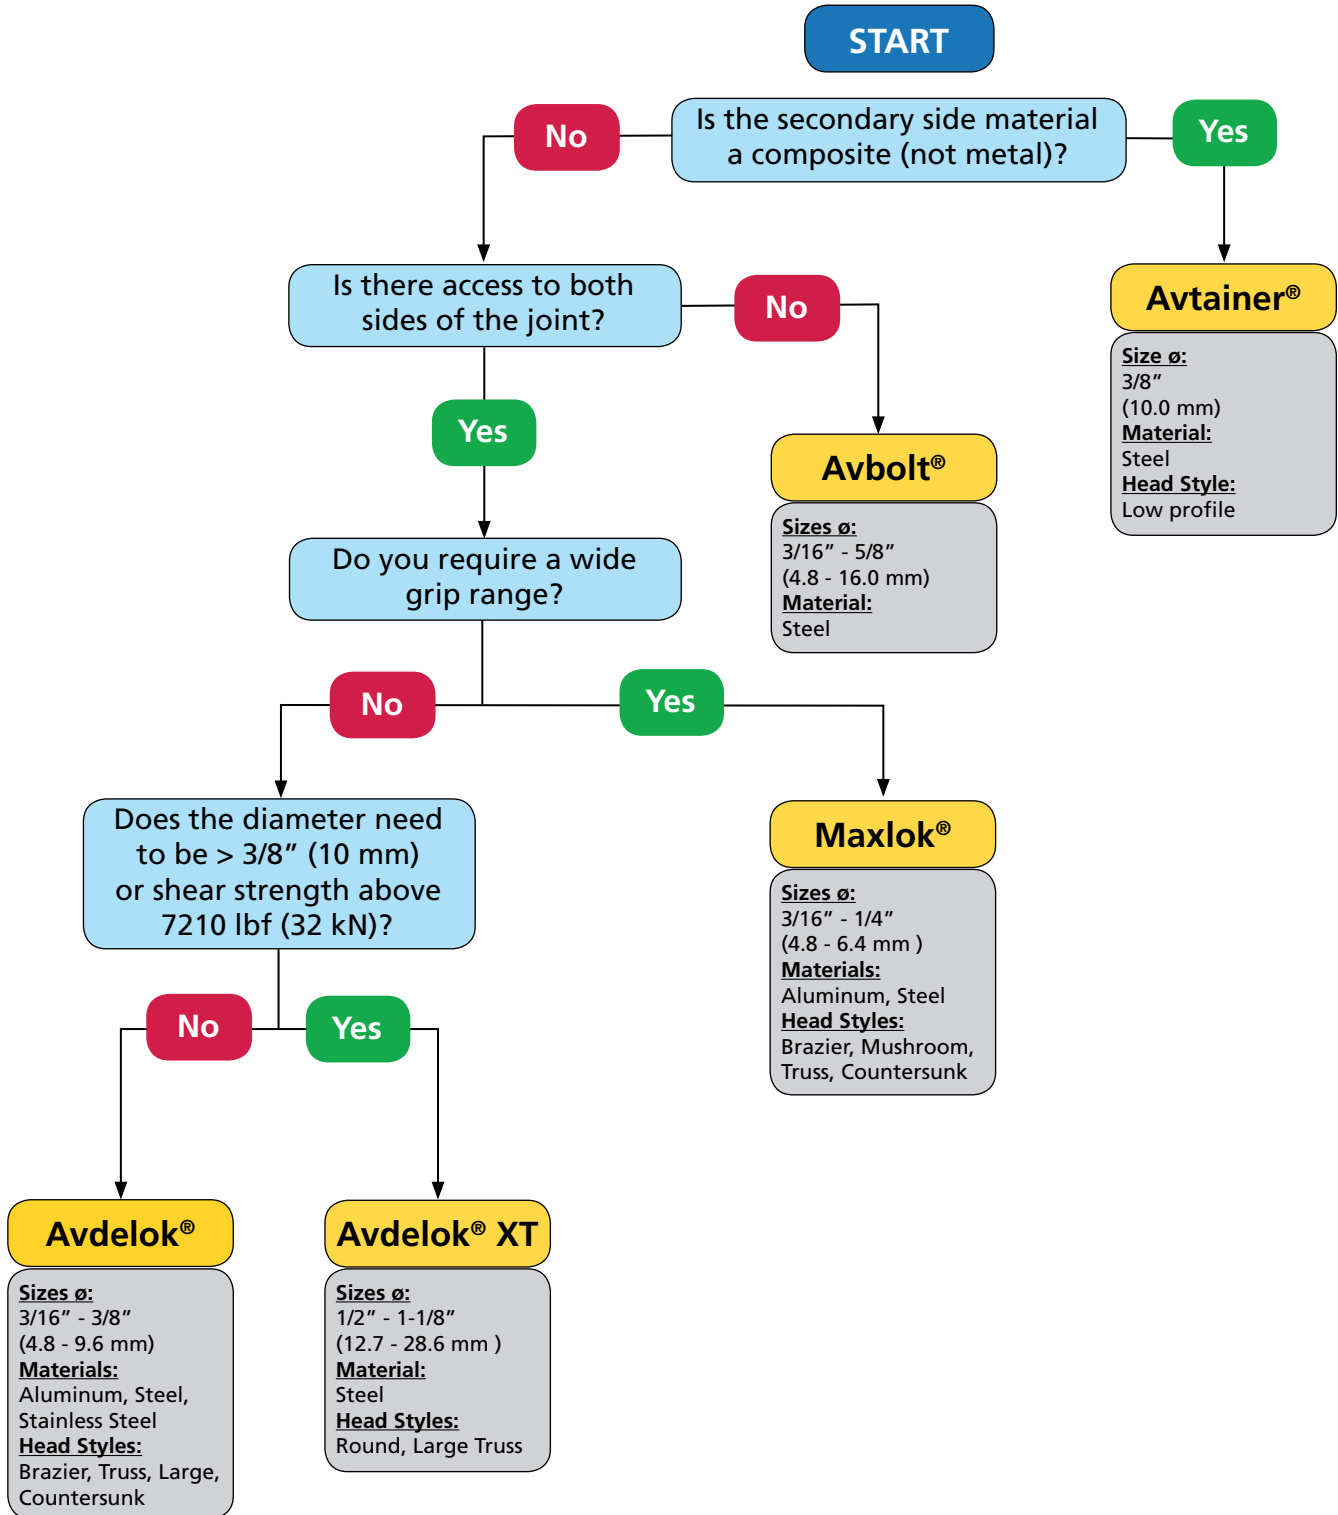 START
Is the secondary side material
a composite (not metal)?
No
Yes
Is there access to both
sides of the joint?
No
Avtainer®
Size ø:
3/8”
(10.0 mm)
Material:
Steel
Head Style:
Low profile
Yes
Avbolt®
Sizes ø:
3/16” - 5/8”
(4.8 - 16.0 mm)
Material:
Steel
Do you require a wide
grip range?
No
Yes
Does the diameter need
to be > 3/8” (10 mm)
or shear strength above
7210 lbf (32 kN)?
Maxlok®
Sizes ø:
3/16” - 1/4”
(4.8 - 6.4 mm )
Materials:
Aluminum, Steel
Head Styles:
Brazier, Mushroom,
Truss, Countersunk
No
Yes
Avdelok®
Sizes ø:
3/16” - 3/8”
(4.8 - 9.6 mm)
Materials:
Aluminum, Steel,
Stainless Steel
Head Styles:
Brazier, Truss, Large,
Countersunk
Avdelok® XT
Sizes ø:
1/2” - 1-1/8”
(12.7 - 28.6 mm )
Material:
Steel
Head Styles:
Round, Large Truss